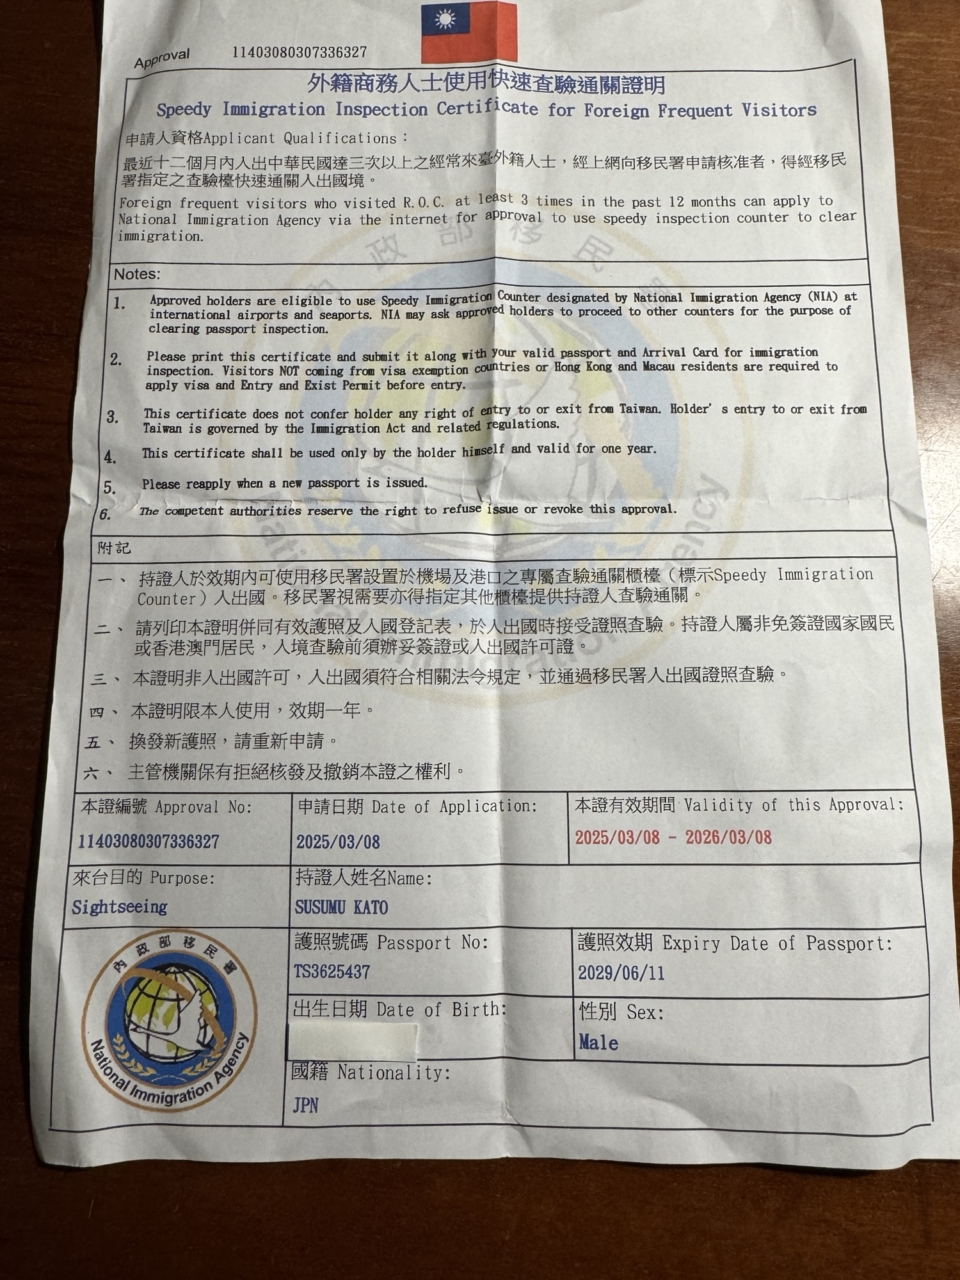 Approval 11403080307336327
外籍商務人士使用快速查驗通關證明
Speedy Immigration Inspection Certificate for Foreign Frequent Visitors
申請人資格Applicant Qualifications：
最近十二個月內入出中華民國達三次以上之經常來臺外籍人士，經上網向移民署申請核准者，得經移民
署指定之查驗檯快速通關入出國境。
Foreign frequent visitors who visited R.O.C. at least 3 times in the past 12 months can apply to
National Immigration Agency via the internet for approval to use speedy inspection counter to clear
immigration.
Notes:
1. Approved holders are eligible to use Speedy Immigration Counter designated by National Immigration Agency (NIA) at
international airports and seaports. NIA may ask approved holders to proceed to other counters for the purpose of
clearing passport inspection.
2. Please print this certificate and submit it along with your valid passport and Arrival Card for immigration
inspection. Visitors NOT coming from visa exemption countries or Hong Kong and Macau residents are required to
apply visa and Entry and Exist Permit before entry.
3. This certificate does not confer holder any right of entry to or exit from Taiwan. Holder's entry to or exit from
Taiwan is governed by the Immigration Act and related regulations.
4. This certificate shall be used only by the holder himself and valid for one year.
5. Please reapply when a new passport is issued.
6. The competent authorities reserve the right to refuse issue or revoke this approval.
附記
一、 持證人於效期內可使用移民署設置於機場及港口之專屬查驗通關櫃檯（標示Speedy Immigration
Counter）入出國。移民署視需要亦得指定其他櫃檯提供持證人查驗通關。
二、 請列印本證明併同有效護照及入國登記表，於入出國時接受證照查驗。持證人屬非免簽證國家國民
或香港澳門居民，入境查驗前須辦妥簽證或入出國許可證。
三、 本證明非入出國許可，入出國須符合相關法令規定，並通過移民署入出國證照查驗。
四、 本證明限本人使用，效期一年。
五、 換發新護照，請重新申請。
六、 主管機關保有拒絕核發及撤銷本證之權利。
本證編號 Approval No:
11403080307336327
申請日期 Date of Application:
2025/03/08
本證有效期間 Validity of this Approval:
2025/03/08 - 2026/03/08
來台目的 Purpose:
Sightseeing
持證人姓名Name:
SUSUMU KATO
內政部移民署
National Immigration Agency
護照號碼 Passport No:
TS3625437
護照效期 Expiry Date of Passport:
2029/06/11
出生日期 Date of Birth:
性別 Sex:
Male
國籍 Nationality:
JPN